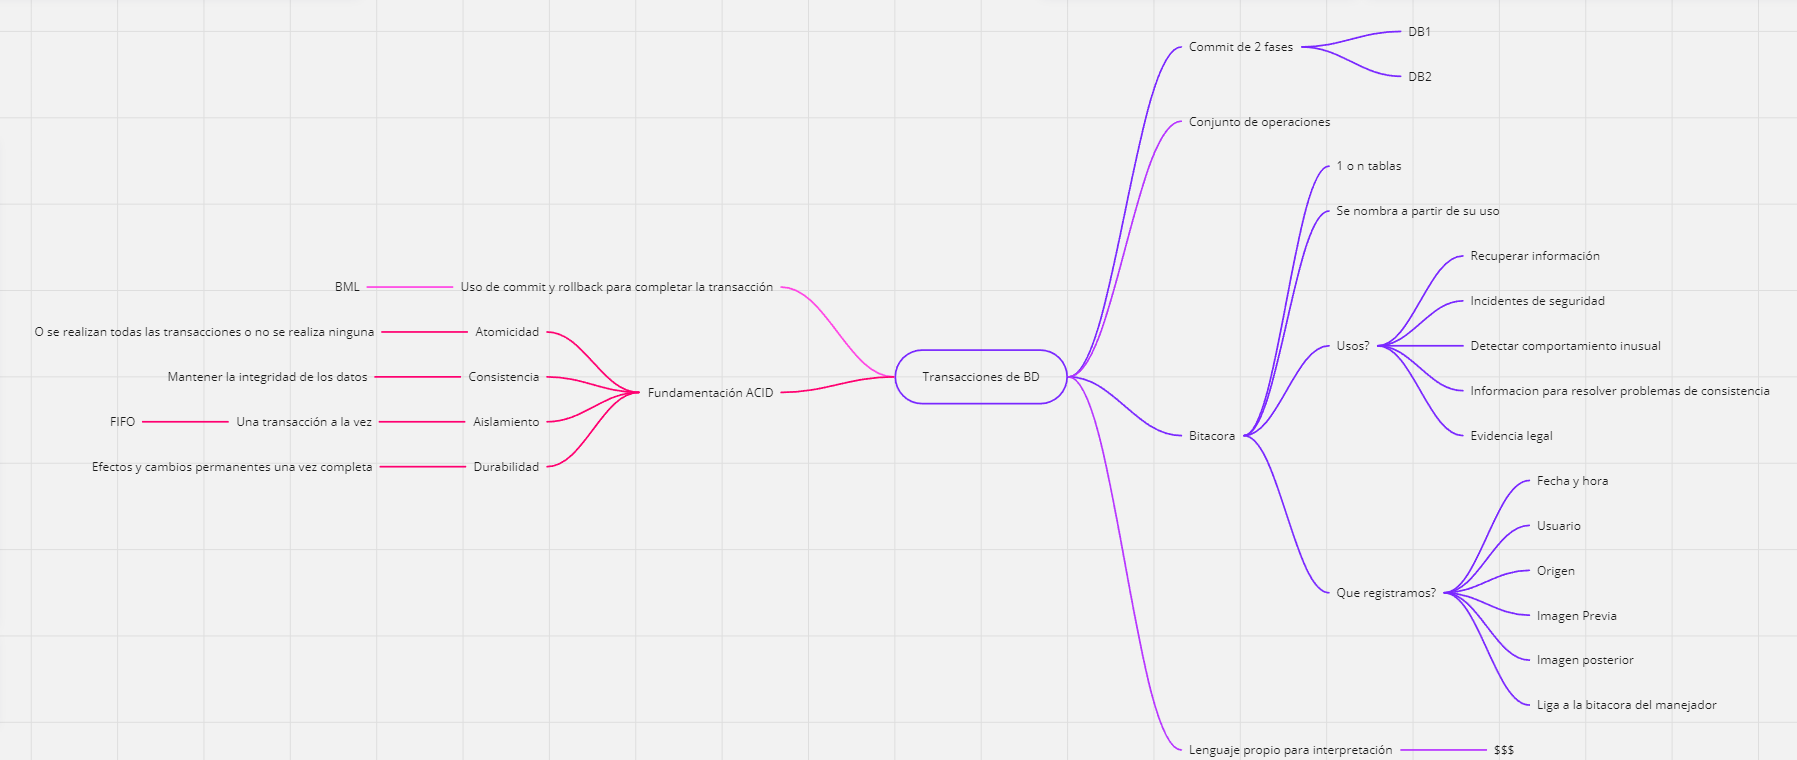 Transacciones de BD
Uso de commit y rollback para completar la transacción
BML
Fundamentación ACID
Atomicidad
O se realizan todas las transacciones o no se realiza ninguna
Consistencia
Mantener la integridad de los datos
Aislamiento
Una transacción a la vez
FIFO
Durabilidad
Efectos y cambios permanentes una vez completa
Commit de 2 fases
DB1
DB2
Conjunto de operaciones
Bitacora
1 o n tablas
Se nombra a partir de su uso
Usos?
Recuperar información
Incidentes de seguridad
Detectar comportamiento inusual
Informacion para resolver problemas de consistencia
Evidencia legal
Que registramos?
Fecha y hora
Usuario
Origen
Imagen Previa
Imagen posterior
Liga a la bitacora del manejador
Lenguaje propio para interpretación
$$$